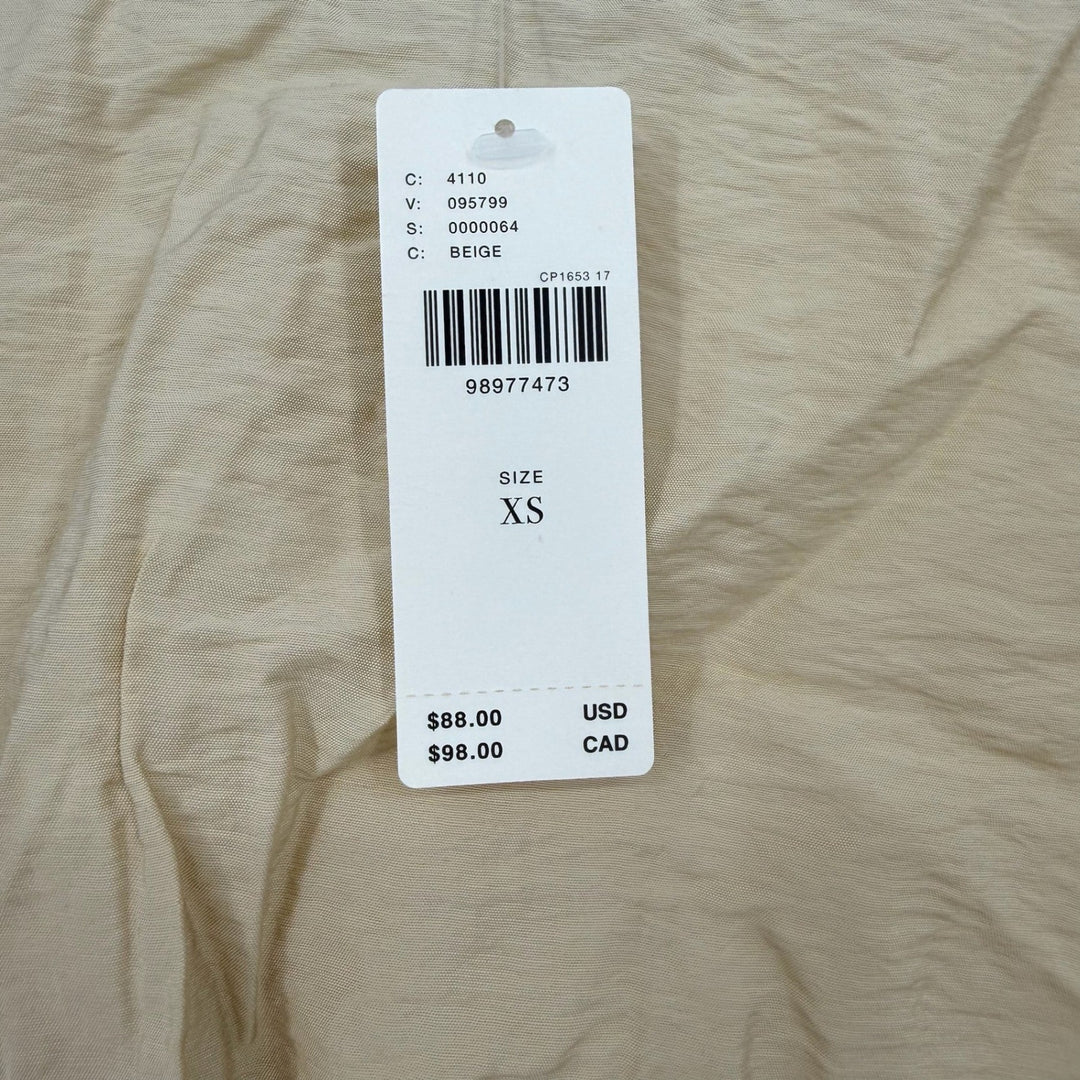 C: 4110
V: 095799
S: 0000064
C: BEIGE
CP1653 17
98977473
SIZE
XS
$88.00 USD
$98.00 CAD